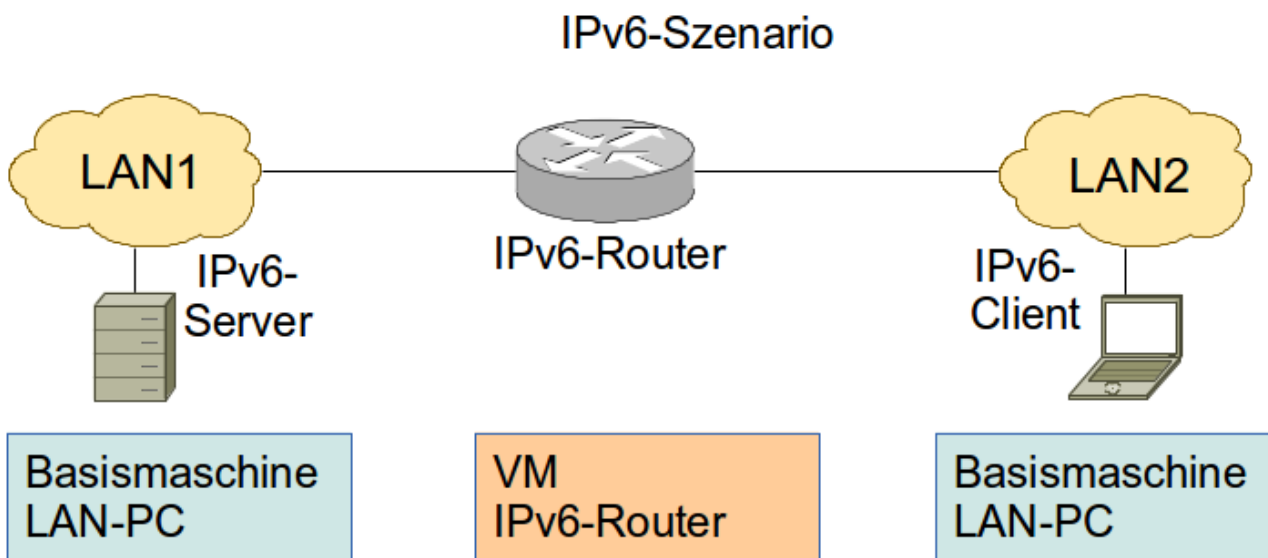 IPv6-Szenario
LAN1
LAN2
IPv6-Router
IPv6-
Server
IPv6-
Client
Basismaschine
LAN-PC
VM
IPv6-Router
Basismaschine
LAN-PC